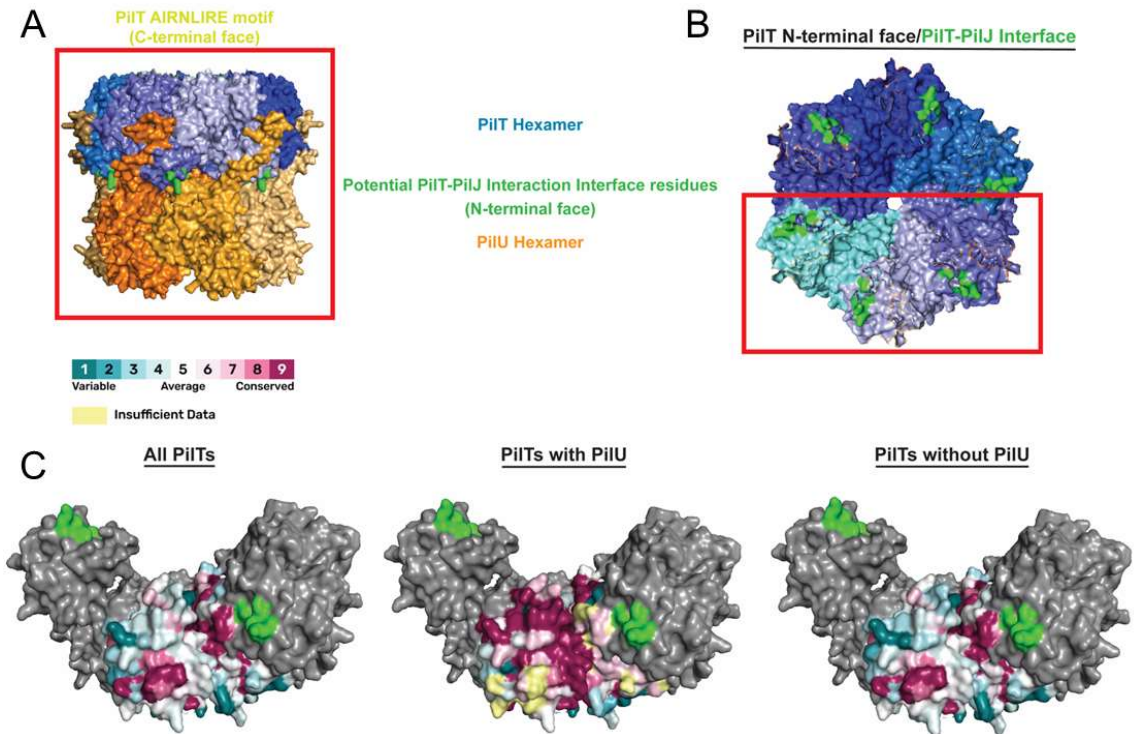 A
PilT AIRNLIRE motif
(C-terminal face)
B
PilT N-terminal face/PilT-PilJ Interface
PilT Hexamer
Potential PilT-PilJ Interaction Interface residues
(N-terminal face)
PilU Hexamer
1 2 3 4 5 6 7 8 9
Variable Average Conserved
Insufficient Data
C
All PilTs
PilTs with PilU
PilTs without PilU